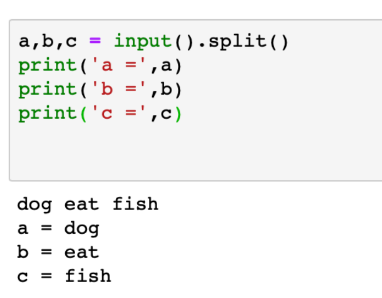 a,b,c = input().split()
print('a =',a)
print('b =',b)
print('c =',c)
dog eat fish
a = dog
b = eat
c = fish